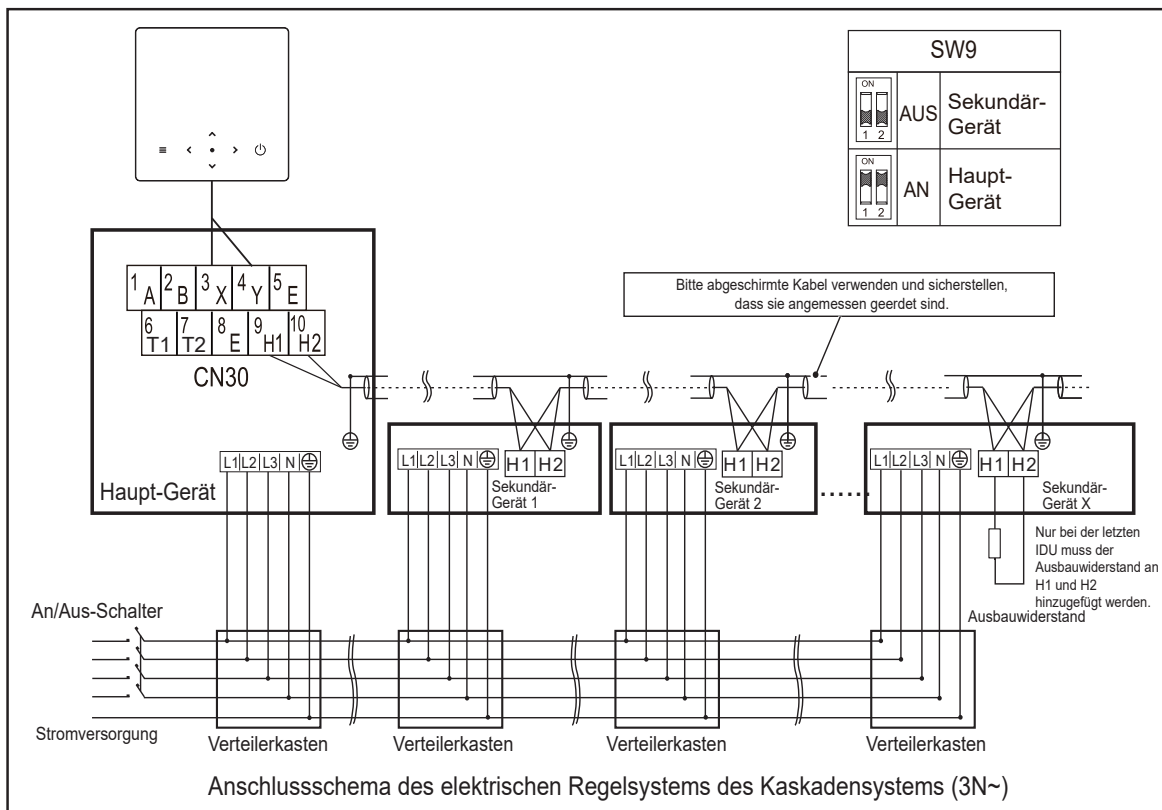 SW9
ON
1 2
AUS
Sekundär-
Gerät
ON
1 2
AN
Haupt-
Gerät
1 A
2 B
3 X
4 Y
5 E
6 T1
7 T2
8 E
9 H1
10 H2
CN30
Bitte abgeschirmte Kabel verwenden und sicherstellen,
dass sie angemessen geerdet sind.
L1 L2 L3 N
Haupt-Gerät
L1 L2 L3 N
H1 H2
Sekundär-
Gerät 1
L1 L2 L3 N
H1 H2
Sekundär-
Gerät 2
......
L1 L2 L3 N
H1 H2
Sekundär-
Gerät X
Nur bei der letzten
IDU muss der
Ausbauwiderstand an
H1 und H2
hinzugefügt werden.
Ausbauwiderstand
An/Aus-Schalter
Stromversorgung
Verteilerkasten
Verteilerkasten
Verteilerkasten
Verteilerkasten
Anschlussschema des elektrischen Regelsystems des Kaskadensystems (3N~)